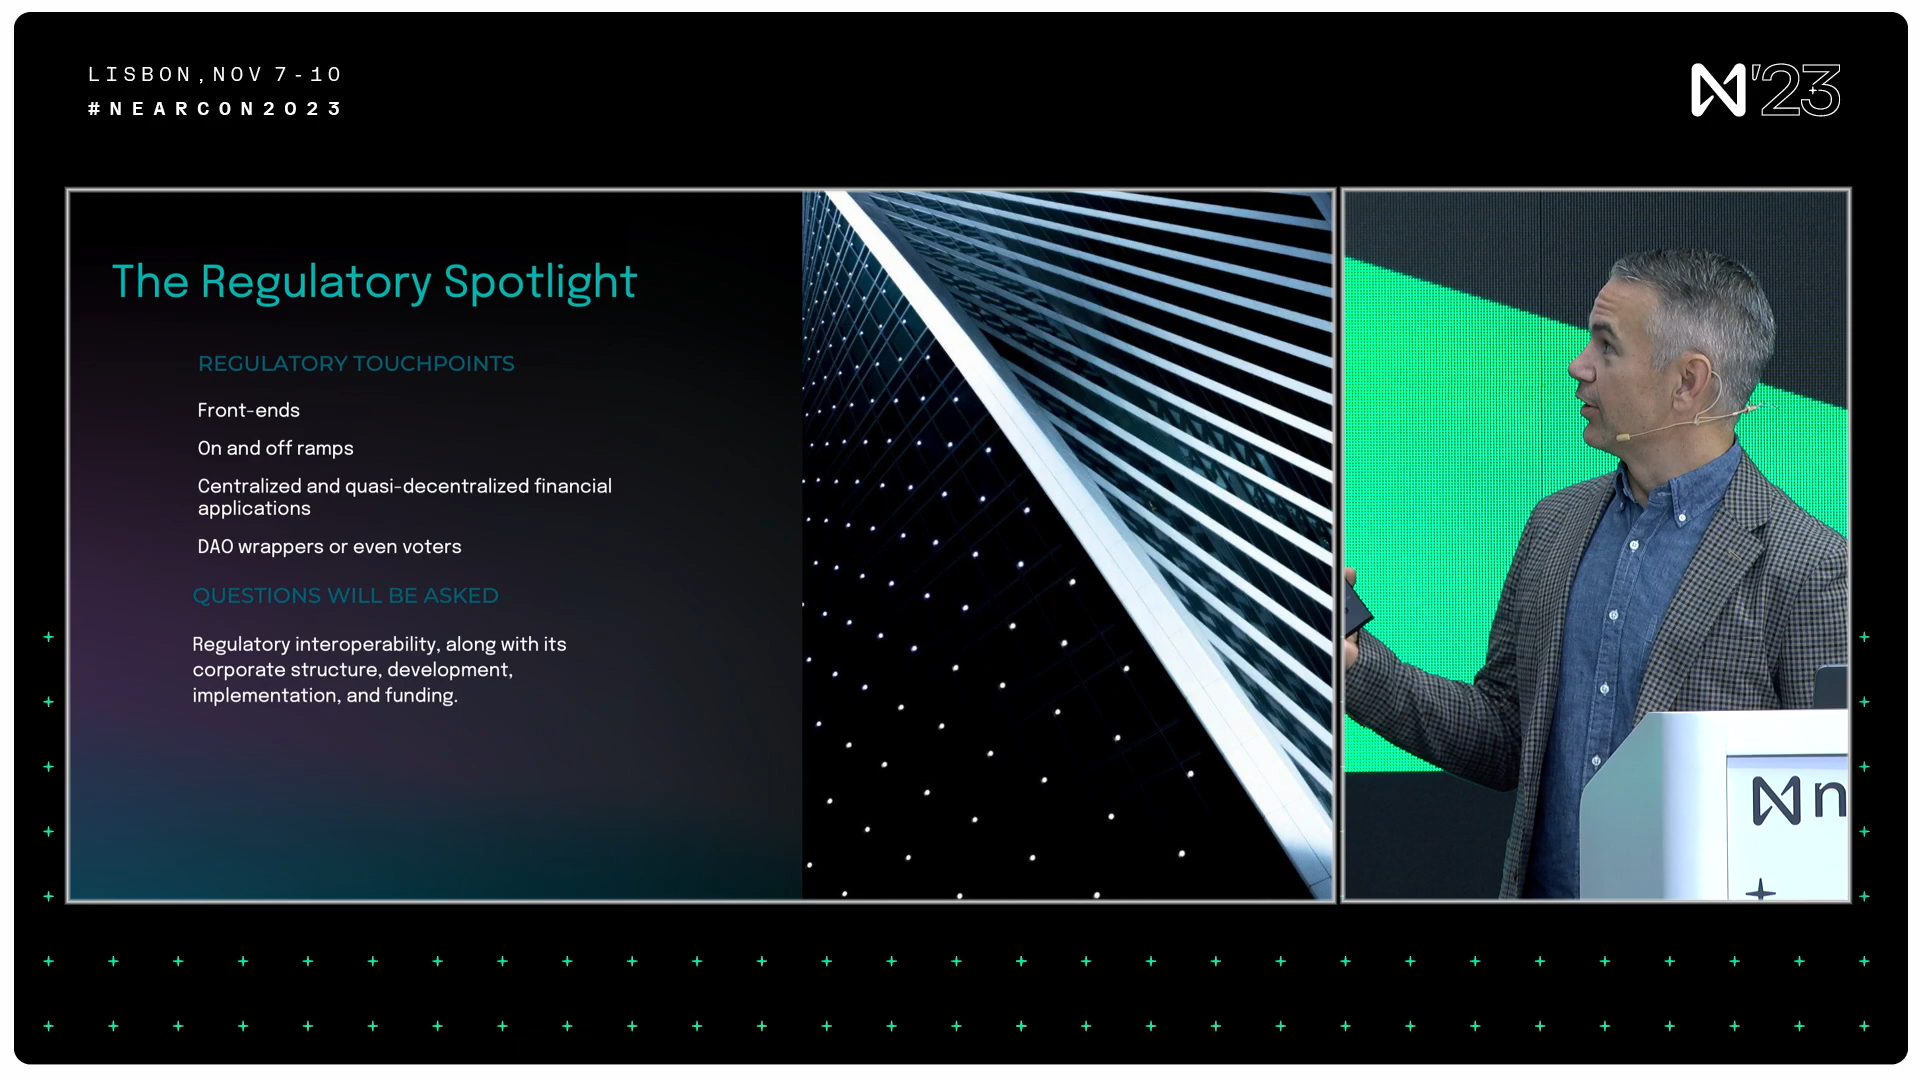 LISBON, NOV 7-10
#NEARCON2023
N'23
The Regulatory Spotlight
REGULATORY TOUCHPOINTS
Front-ends
On and off ramps
Centralized and quasi-decentralized financial
applications
DAO wrappers or even voters
QUESTIONS WILL BE ASKED
Regulatory interoperability, along with its
corporate structure, development,
implementation, and funding.
n